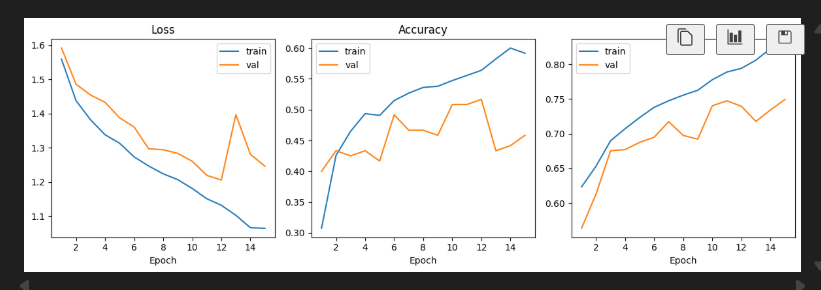 Loss
1.6
1.5
1.4
1.3
1.2
1.1
train
val
2 4 6 8 10 12 14
Epoch
Accuracy
0.60
0.55
0.50
0.45
0.40
0.35
0.30
train
val
2 4 6 8 10 12 14
Epoch
0.80
0.75
0.70
0.65
0.60
train
val
2 4 6 8 10 12 14
Epoch